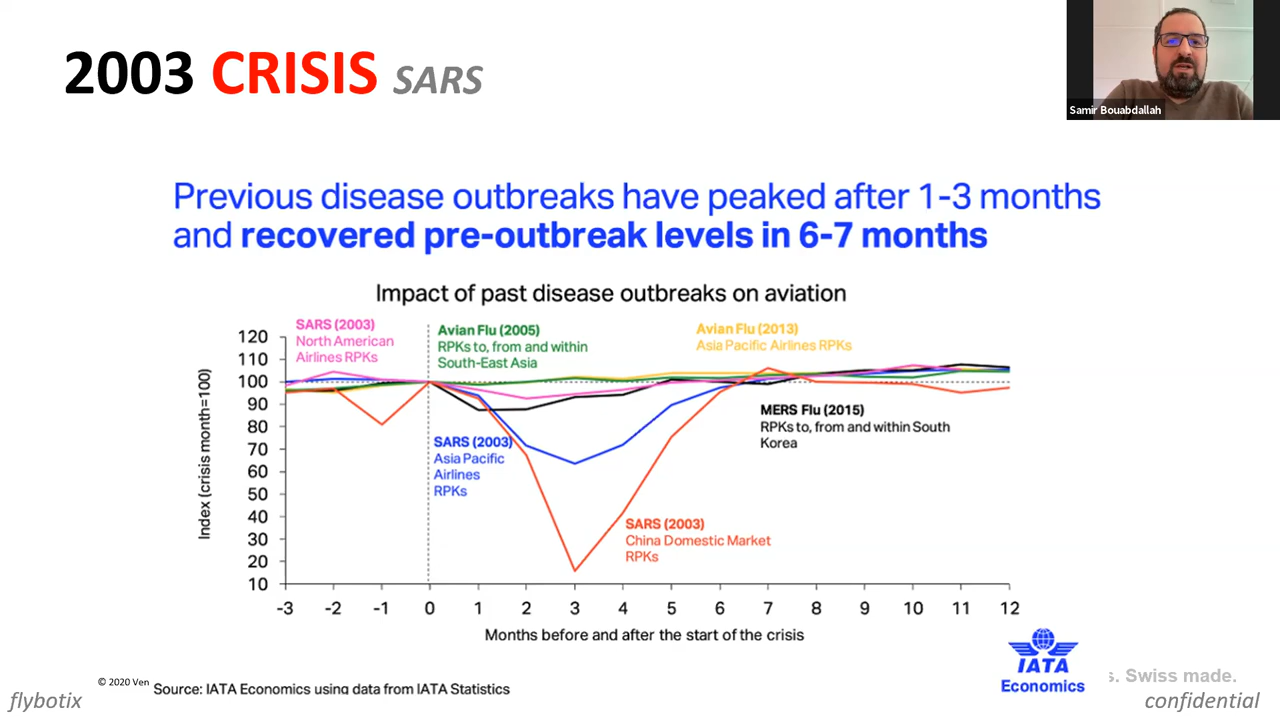 2003 CRISIS SARS
Samir Bouabdallah
Previous disease outbreaks have peaked after 1-3 months
and recovered pre-outbreak levels in 6-7 months
Impact of past disease outbreaks on aviation
SARS (2003)
North American
Airlines RPKs
Avian Flu (2005)
RPKs to, from and within
South-East Asia
Avian Flu (2013)
Asia Pacific Airlines RPKs
120
110
100
90
80
70
60
50
40
30
20
10
Index (crisis month=100)
MERS Flu (2015)
RPKs to, from and within South
Korea
SARS (2003)
Asia Pacific
Airlines
RPKs
SARS (2003)
China Domestic Market
RPKs
-3 -2 -1 0 1 2 3 4 5 6 7 8 9 10 11 12
Months before and after the start of the crisis
IATA
Economics
s. Swiss made.
© 2020 Ven
Source: IATA Economics using data from IATA Statistics
flybotix
confidential